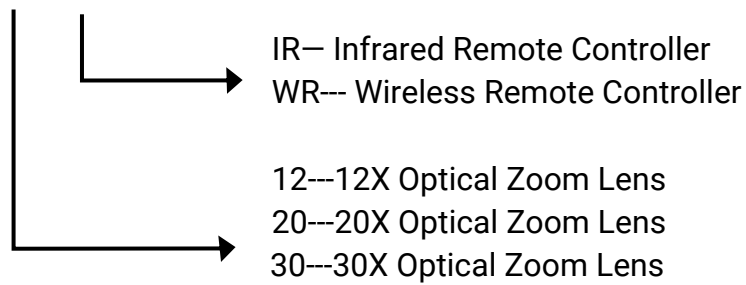 IR— Infrared Remote Controller
WR--- Wireless Remote Controller
12---12X Optical Zoom Lens
20---20X Optical Zoom Lens
30---30X Optical Zoom Lens